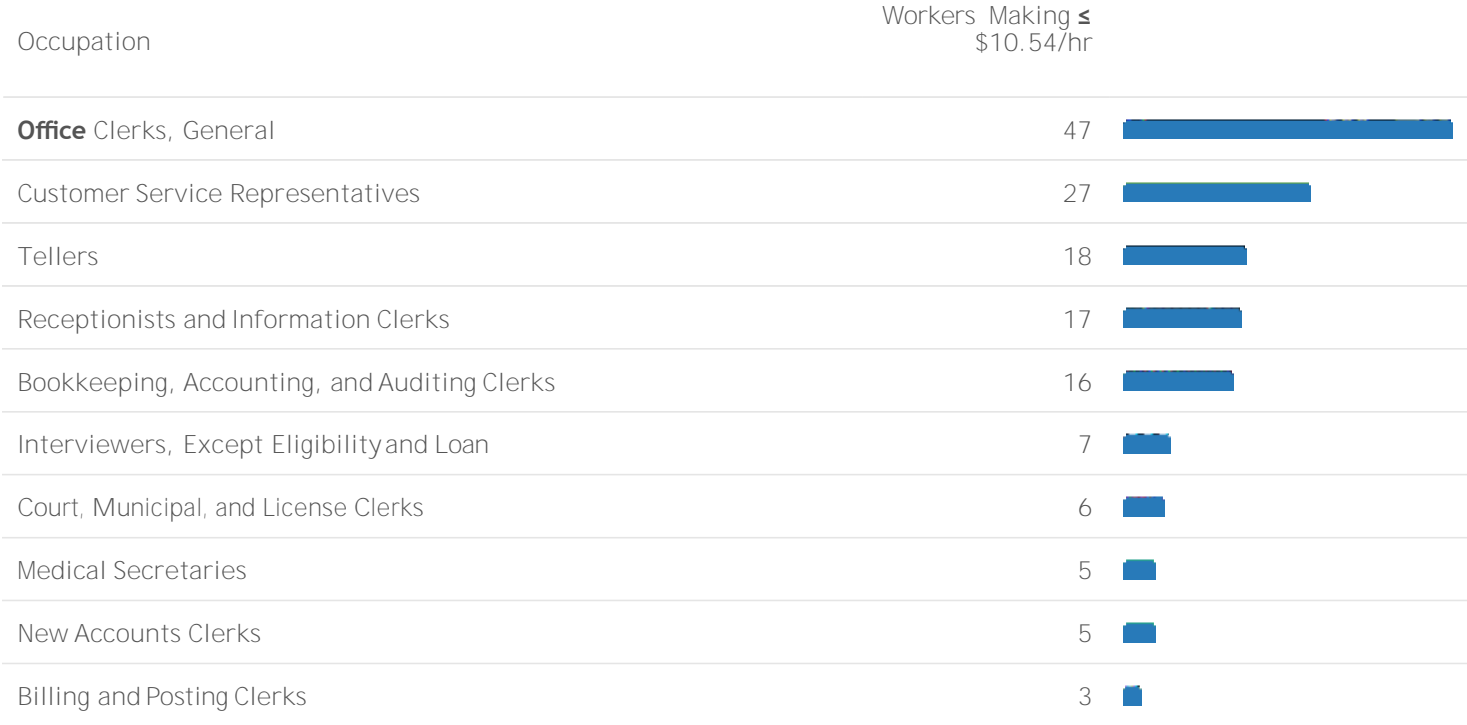 Occupation
Workers Making ≤
$10.54/hr
Office Clerks, General 47
Customer Service Representatives 27
Tellers 18
Receptionists and Information Clerks 17
Bookkeeping, Accounting, and Auditing Clerks 16
Interviewers, Except Eligibility and Loan 7
Court, Municipal, and License Clerks 6
Medical Secretaries 5
New Accounts Clerks 5
Billing and Posting Clerks 3